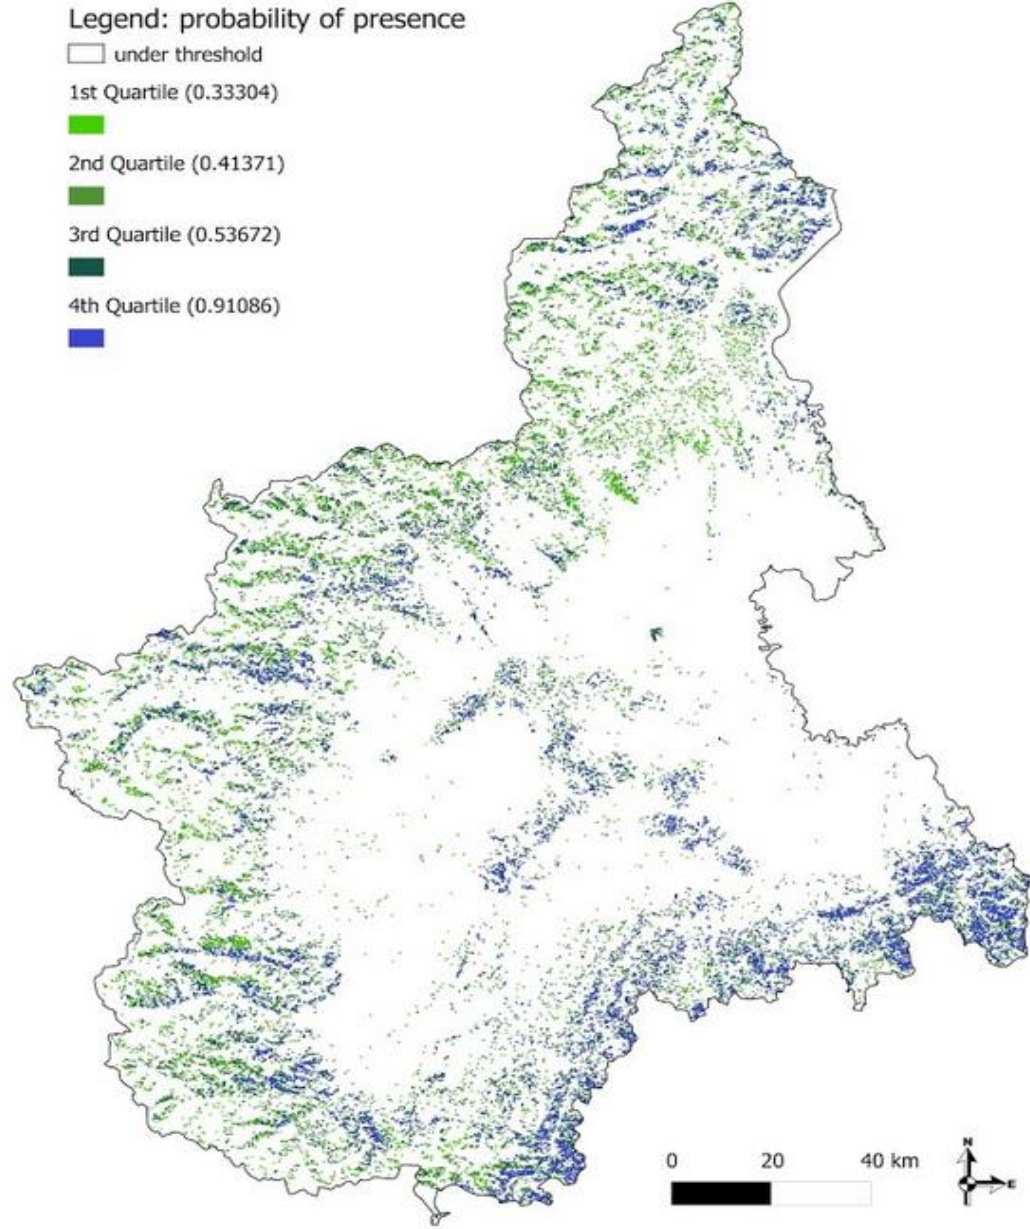 Legend: probability of presence
under threshold
1st Quartile (0.33304)
2nd Quartile (0.41371)
3rd Quartile (0.53672)
4th Quartile (0.91086)
0 20 40 km
N
E